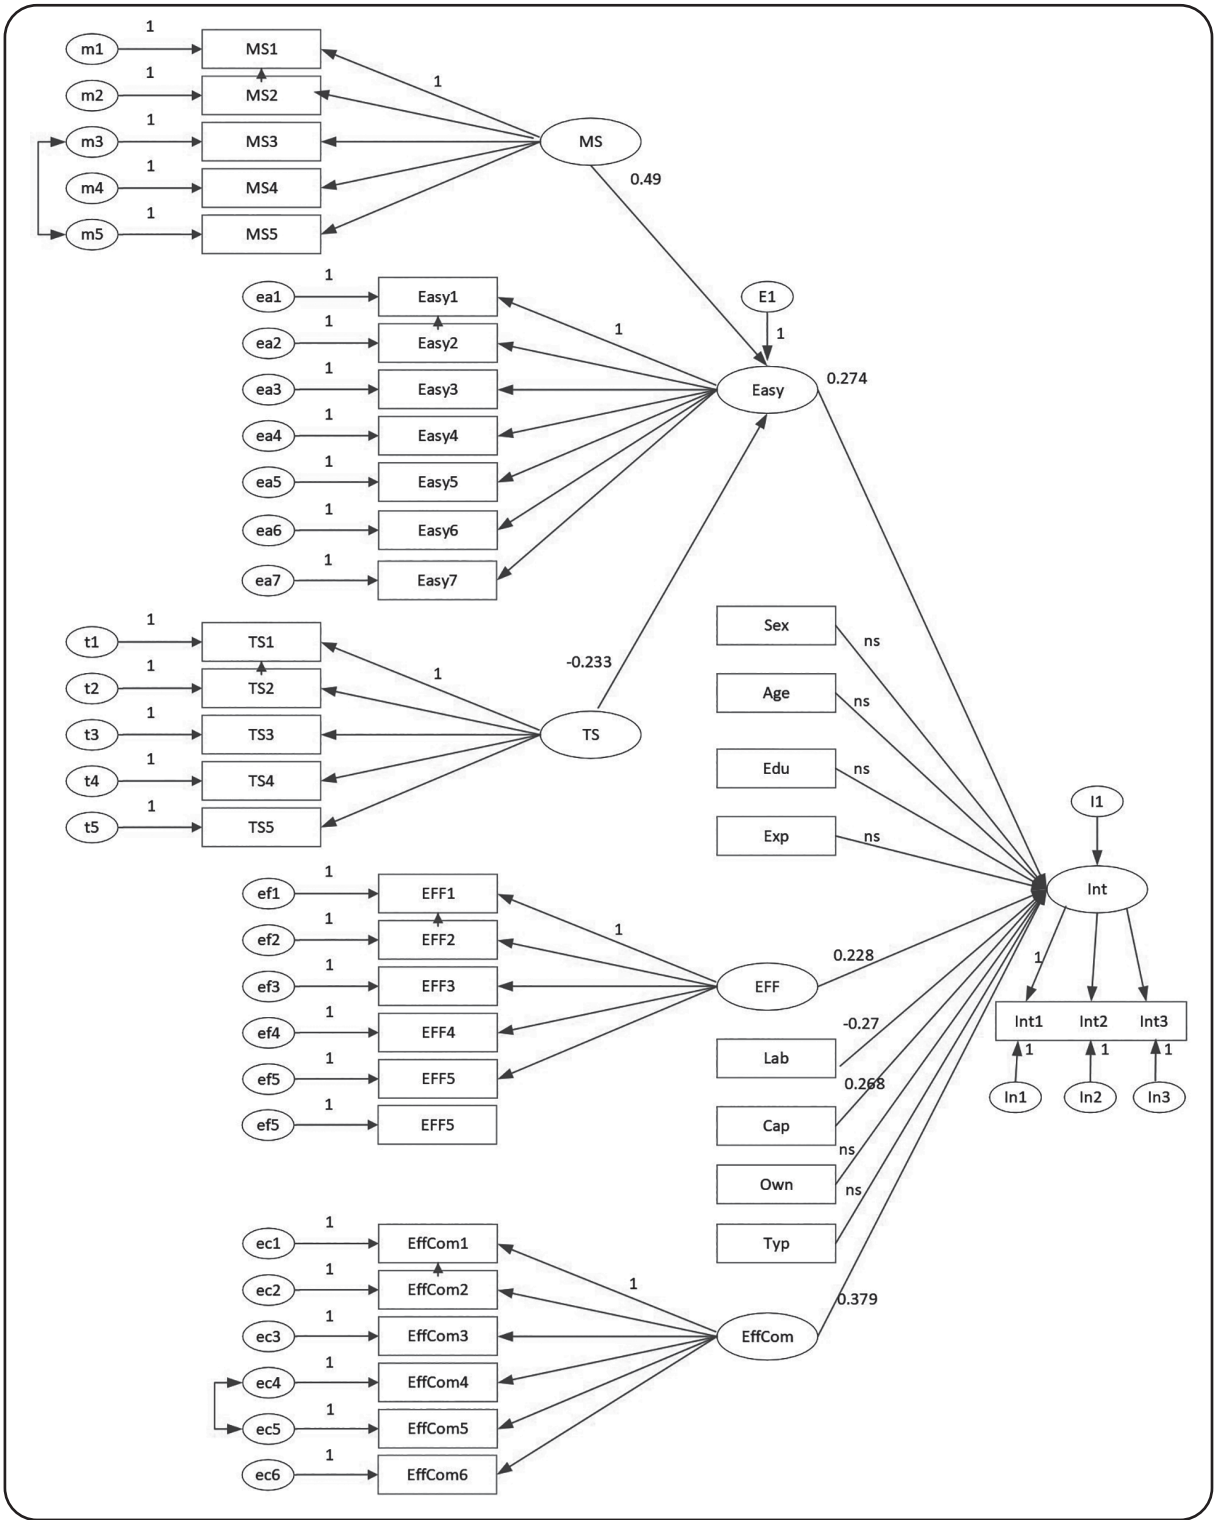 1
m1 MS1
1
1
m2 MS2
1
m3 MS3
MS
1
m4 MS4
0.49
1
m5 MS5
1
ea1 Easy1
E1
1
ea2 Easy2
1
1
1
ea3 Easy3
Easy
0.274
1
ea4 Easy4
1
ea5 Easy5
1
ea6 Easy6
1
ea7 Easy7
1
t1 TS1
Sex
ns
1
t2 TS2
1
-0.233
Age
ns
1
t3 TS3
TS
1
t4 TS4
Edu
ns
1
t5 TS5
Exp
ns
I1
1
ef1 EFF1
Int
1
ef2 EFF2
1
0.228
1
1
ef3 EFF3
EFF
1
ef4 EFF4
-0.27
Int1 Int2 Int3
1 1 1
1
ef5 EFF5
Lab
0.268
In1 In2 In3
1
ef5 EFF5
Cap
ns
Own
ns
1
ec1 EffCom1
Typ
1
ec2 EffCom2
1
0.379
1
ec3 EffCom3
EffCom
1
ec4 EffCom4
1
ec5 EffCom5
1
ec6 EffCom6